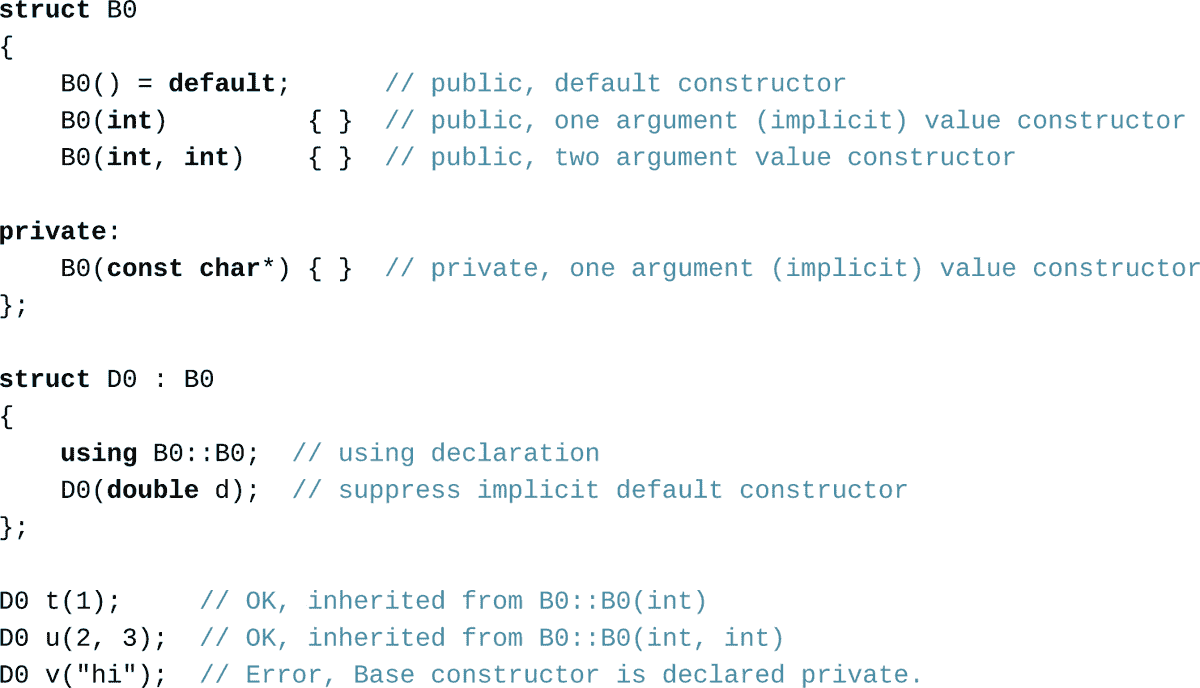 struct B0
{
    B0() = default;      // public, default constructor
    B0(int)         { }  // public, one argument (implicit) value constructor
    B0(int, int)    { }  // public, two argument value constructor

private:
    B0(const char*) { }  // private, one argument (implicit) value constructor
};

struct D0 : B0
{
    using B0::B0;  // using declaration
    D0(double d);  // suppress implicit default constructor
};

D0 t(1);     // OK, inherited from B0::B0(int)
D0 u(2, 3);  // OK, inherited from B0::B0(int, int)
D0 v("hi");  // Error, Base constructor is declared private.